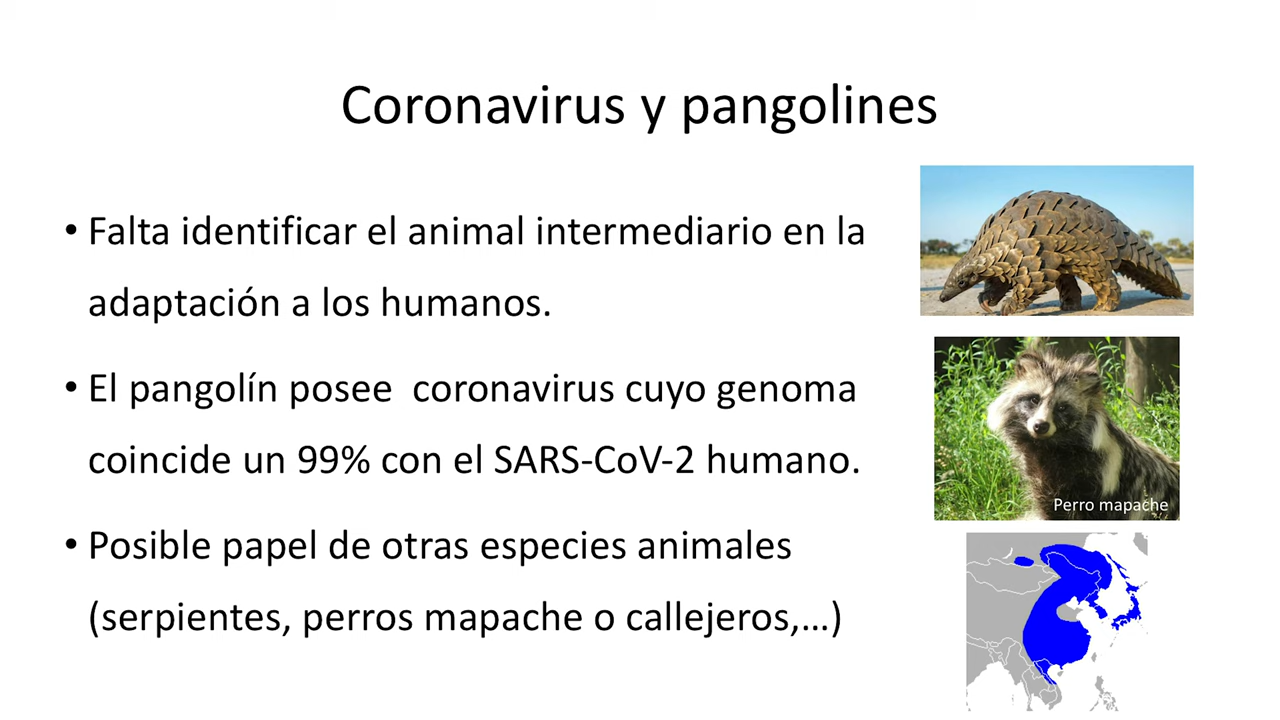 Coronavirus y pangolines
• Falta identificar el animal intermediario en la
adaptación a los humanos.
• El pangolín posee  coronavirus cuyo genoma
coincide un 99% con el SARS-CoV-2 humano.
• Posible papel de otras especies animales
(serpientes, perros mapache o callejeros,...)
Perro mapache